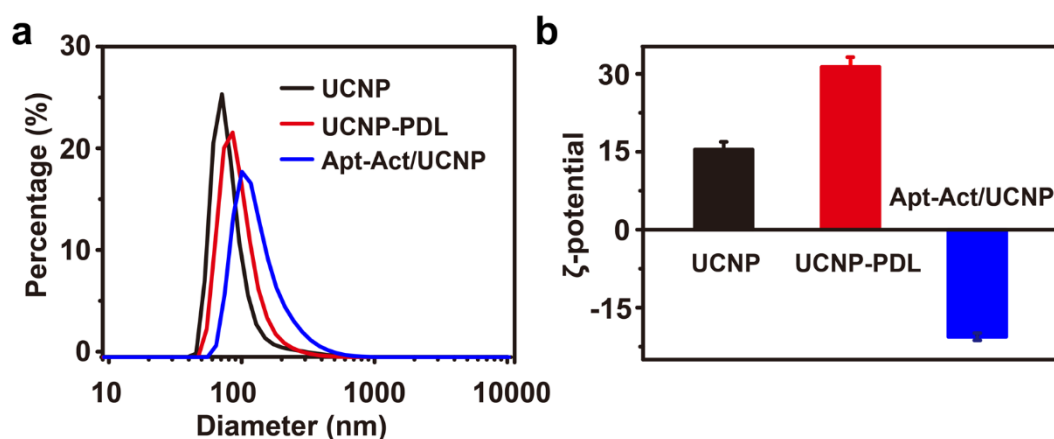 a
30
20
10
0
Percentage (%)
UCNP
UCNP-PDL
Apt-Act/UCNP
10 100 1000 10000
Diameter (nm)
b
30
15
0
-15
ζ-potential
Apt-Act/UCNP
UCNP UCNP-PDL